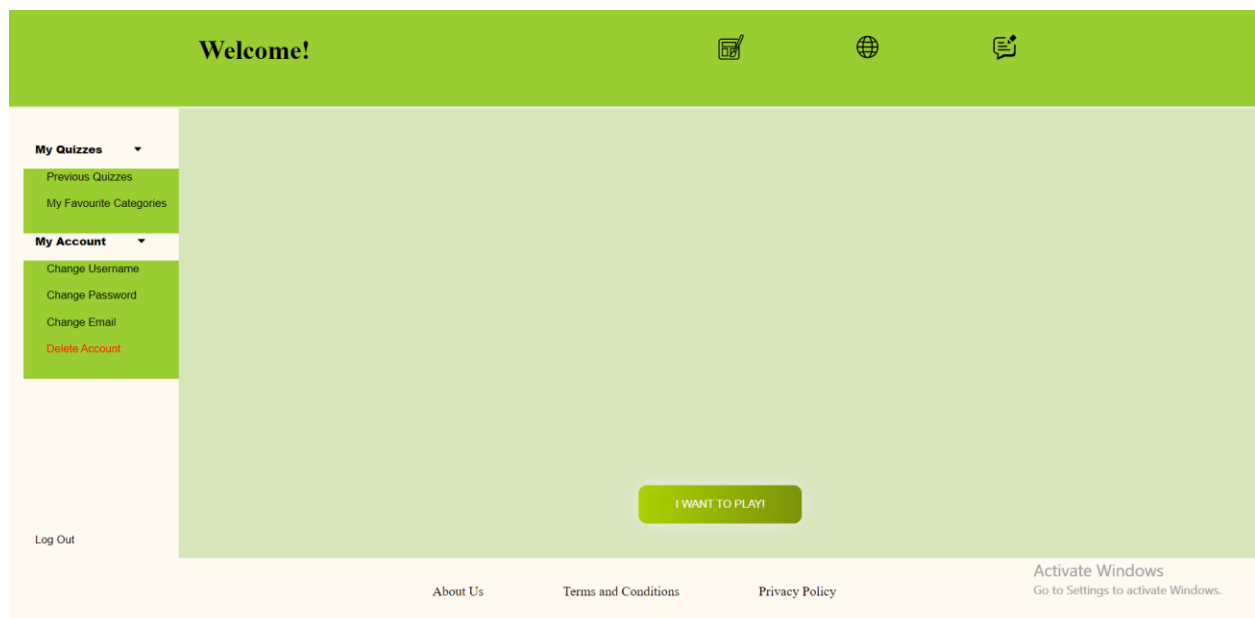 Welcome!
My Quizzes
Previous Quizzes
My Favourite Categories
My Account
Change Username
Change Password
Change Email
Delete Account
I WANT TO PLAY!
Log Out
About Us Terms and Conditions Privacy Policy
Activate Windows
Go to Settings to activate Windows.